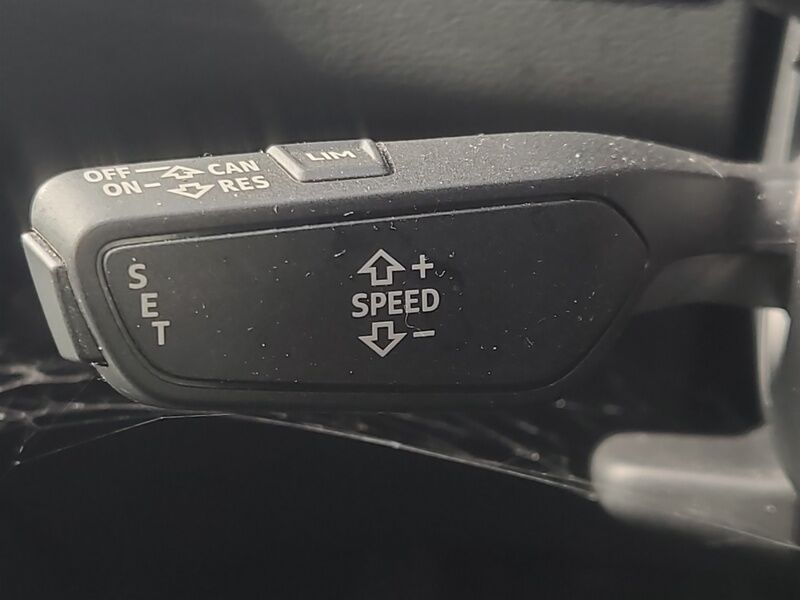 OFF CAN
ON RES
LIM
S
E
T
+
SPEED
-